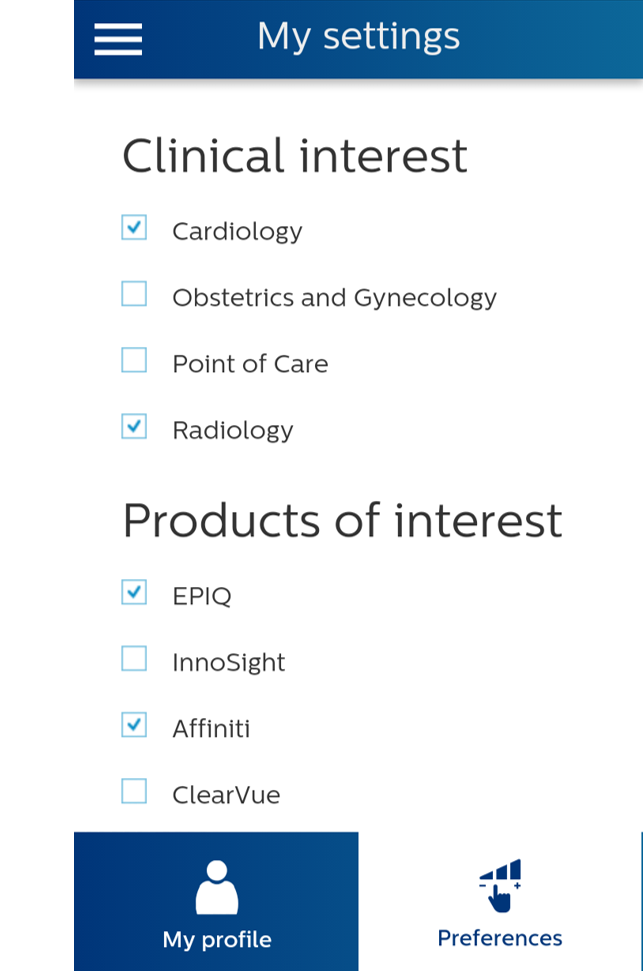 My settings
Clinical interest
Cardiology
Obstetrics and Gynecology
Point of Care
Radiology
Products of interest
EPIQ
InnoSight
Affiniti
ClearVue
My profile
Preferences